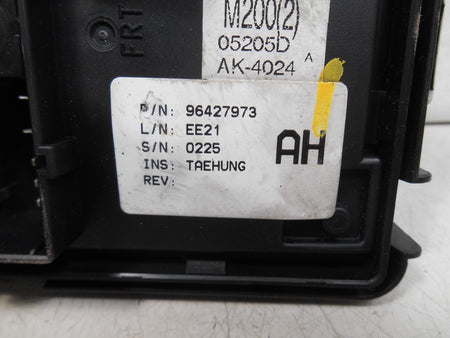 FRT
M200(2)
05205D
AK-4024 A
P/N: 96427973
L/N: EE21
S/N: 0225
INS: TAEHUNG
REV:
AH